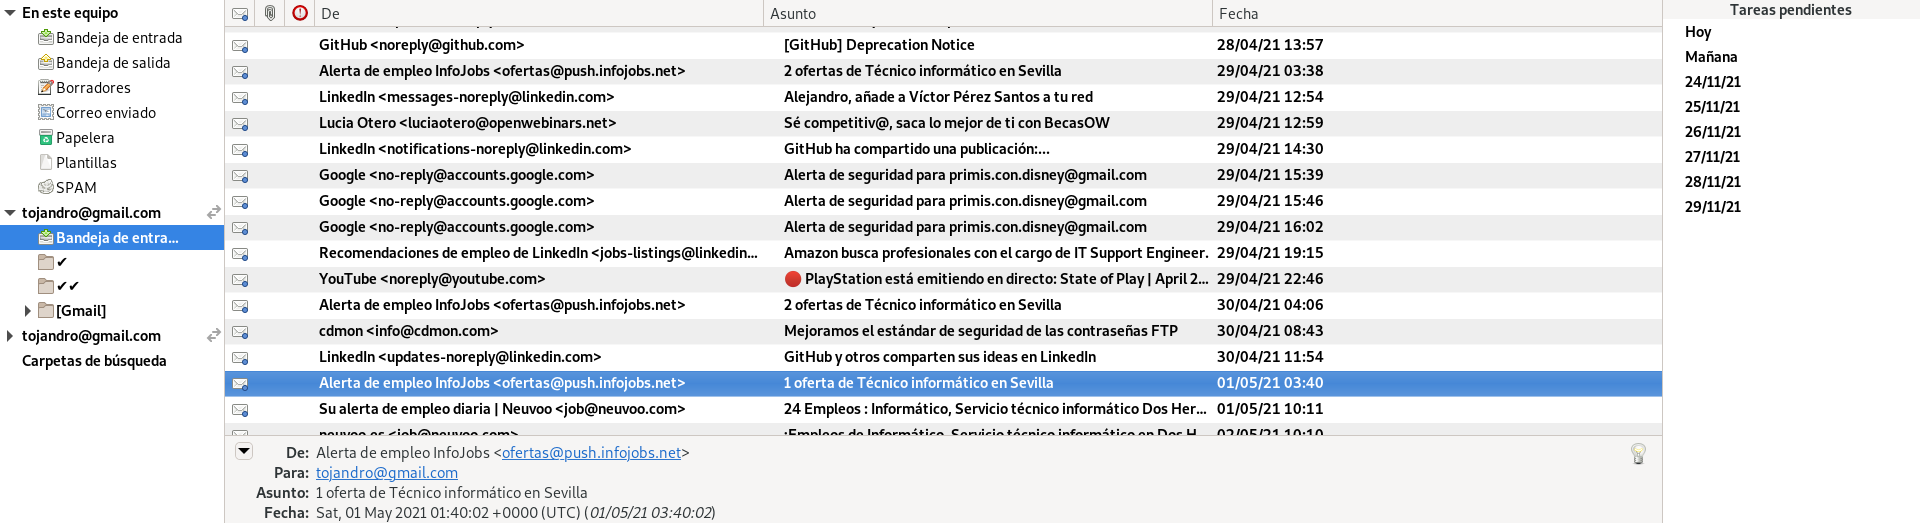 En este equipo
Bandeja de entrada
Bandeja de salida
Borradores
Correo enviado
Papelera
Plantillas
SPAM
tojandro@gmail.com
Bandeja de entra...
✔
✔✔
[Gmail]
tojandro@gmail.com
Carpetas de búsqueda
De Asunto Fecha
GitHub <noreply@github.com> [GitHub] Deprecation Notice 28/04/21 13:57
Alerta de empleo InfoJobs <ofertas@push.infojobs.net> 2 ofertas de Técnico informático en Sevilla 29/04/21 03:38
LinkedIn <messages-noreply@linkedin.com> Alejandro, añade a Víctor Pérez Santos a tu red 29/04/21 12:54
Lucia Otero <luciaotero@openwebinars.net> Sé competitiv@, saca lo mejor de ti con BecasOW 29/04/21 12:59
LinkedIn <notifications-noreply@linkedin.com> GitHub ha compartido una publicación:... 29/04/21 14:30
Google <no-reply@accounts.google.com> Alerta de seguridad para primis.con.disney@gmail.com 29/04/21 15:39
Google <no-reply@accounts.google.com> Alerta de seguridad para primis.con.disney@gmail.com 29/04/21 15:46
Google <no-reply@accounts.google.com> Alerta de seguridad para primis.con.disney@gmail.com 29/04/21 16:02
Recomendaciones de empleo de LinkedIn <jobs-listings@linkedin... Amazon busca profesionales con el cargo de IT Support Engineer. 29/04/21 19:15
YouTube <noreply@youtube.com> 🔴 PlayStation está emitiendo en directo: State of Play | April 2... 29/04/21 22:46
Alerta de empleo InfoJobs <ofertas@push.infojobs.net> 2 ofertas de Técnico informático en Sevilla 30/04/21 04:06
cdmon <info@cdmon.com> Mejoramos el estándar de seguridad de las contraseñas FTP 30/04/21 08:43
LinkedIn <updates-noreply@linkedin.com> GitHub y otros comparten sus ideas en LinkedIn 30/04/21 11:54
Alerta de empleo InfoJobs <ofertas@push.infojobs.net> 1 oferta de Técnico informático en Sevilla 01/05/21 03:40
Su alerta de empleo diaria | Neuvoo <job@neuvoo.com> 24 Empleos : Informático, Servicio técnico informático Dos Her... 01/05/21 10:11
neuvoo.es <job@neuvoo.com> :Empleos de Informático, Servicio técnico informático en Dos H... 02/05/21 10:10
De: Alerta de empleo InfoJobs <ofertas@push.infojobs.net>
Para: tojandro@gmail.com
Asunto: 1 oferta de Técnico informático en Sevilla
Fecha: Sat, 01 May 2021 01:40:02 +0000 (UTC) (01/05/21 03:40:02)
Tareas pendientes
Hoy
Mañana
24/11/21
25/11/21
26/11/21
27/11/21
28/11/21
29/11/21